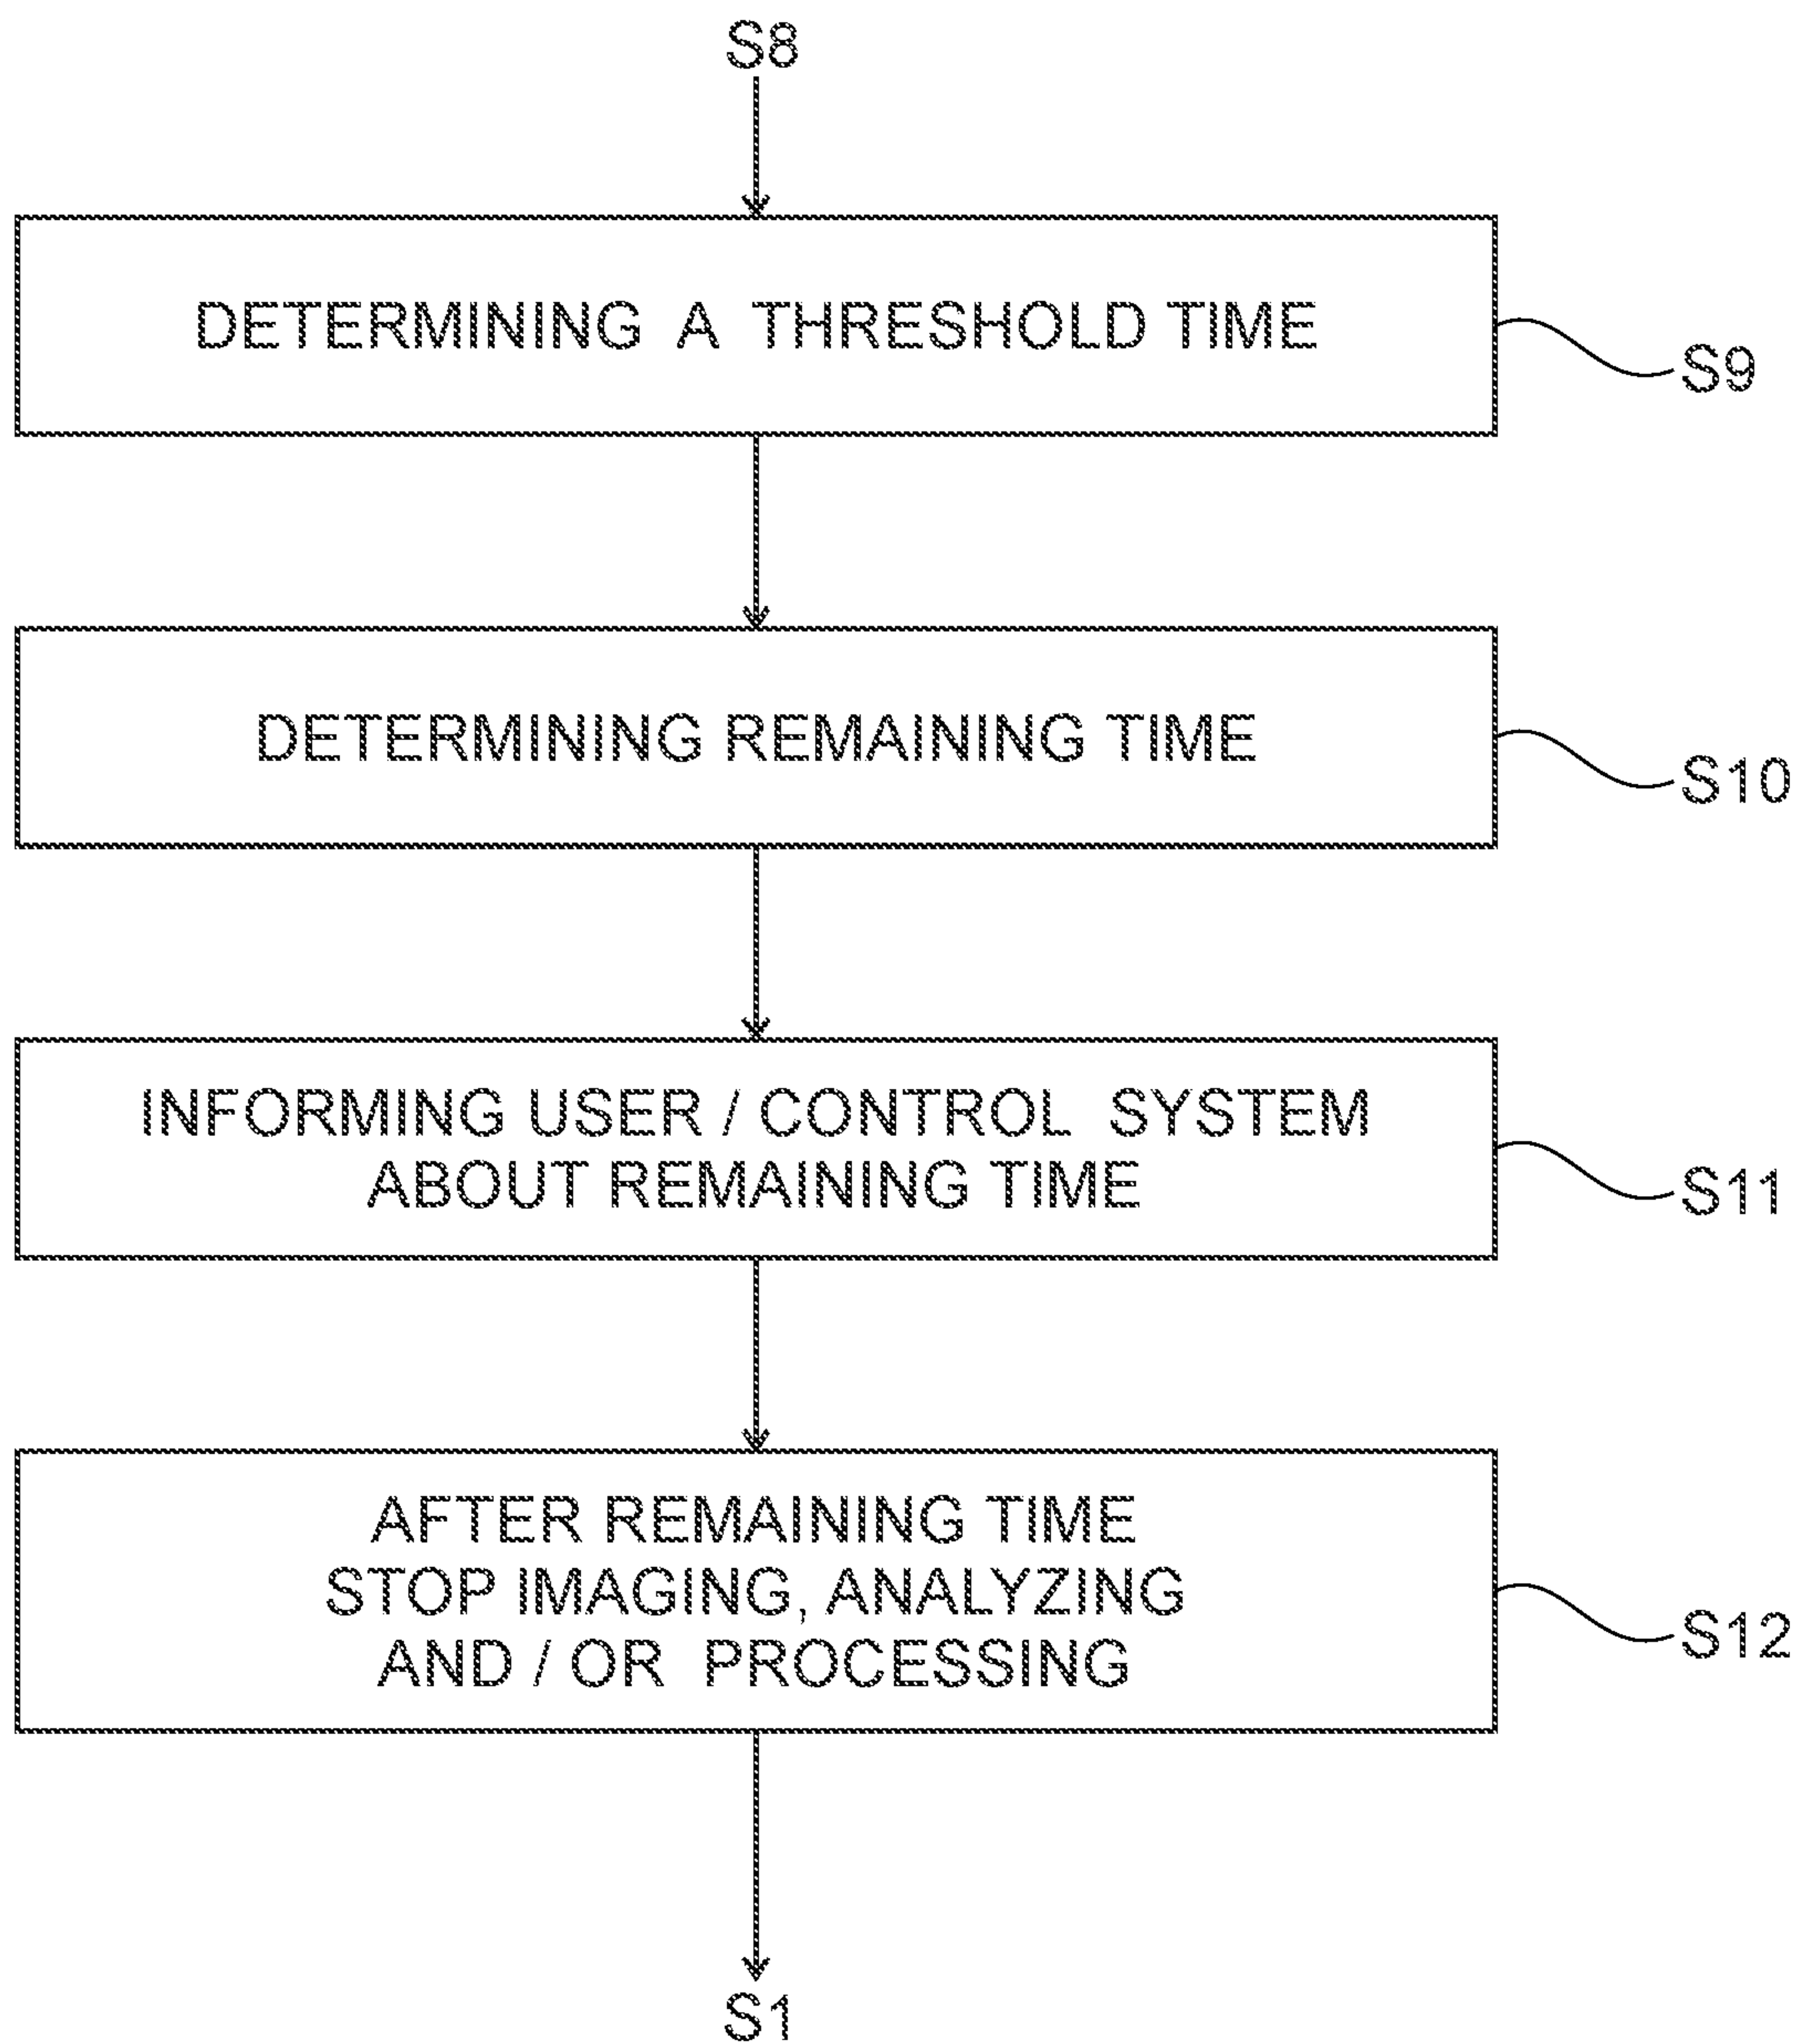 S8
DETERMINING A THRESHOLD TIME
S9
DETERMINING REMAINING TIME
S10
INFORMING USER / CONTROL SYSTEM
ABOUT REMAINING TIME
S11
AFTER REMAINING TIME
STOP IMAGING, ANALYZING
AND / OR PROCESSING
S12
S1